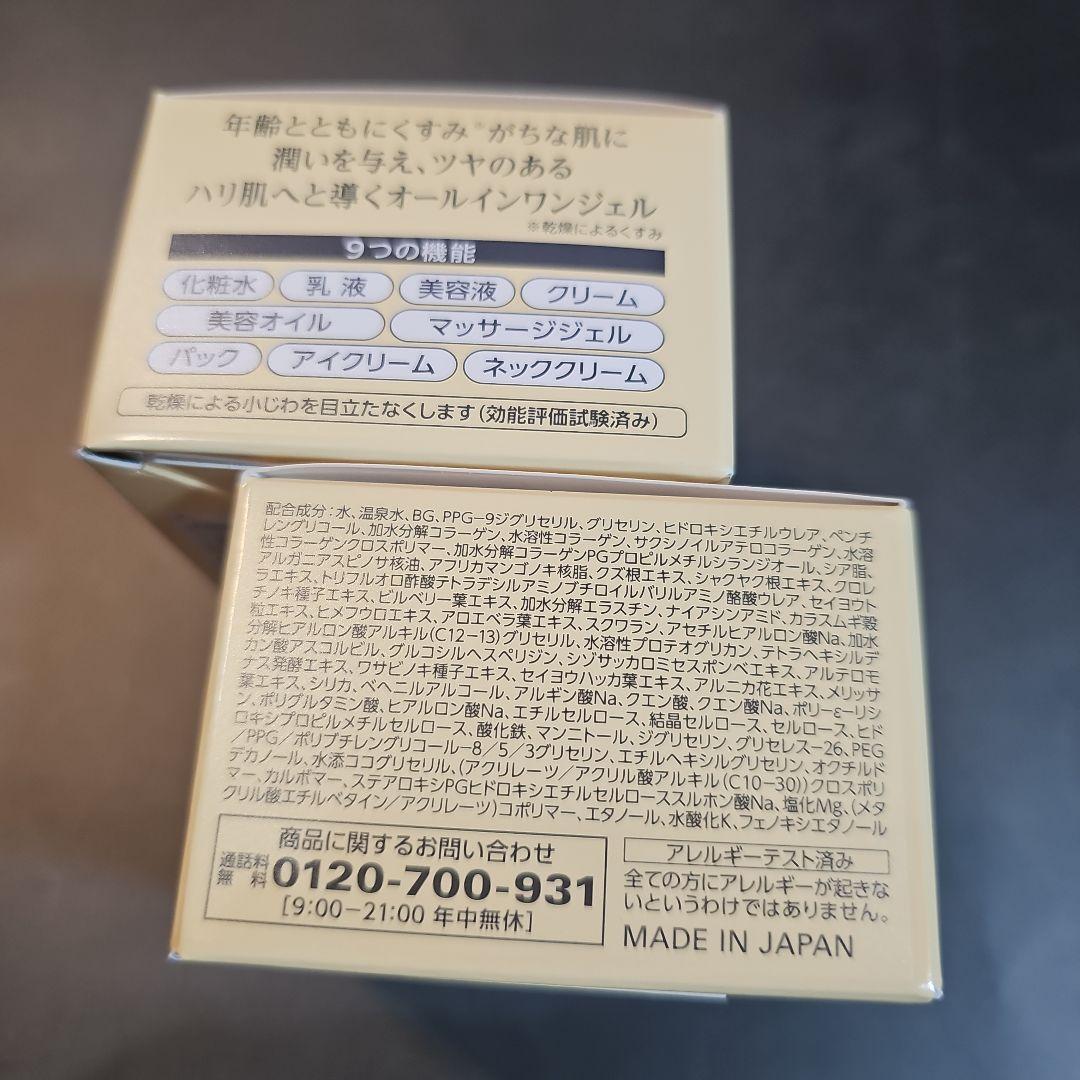 年齢とともにくすみ※がちな肌に
潤いを与え、ツヤのある
ハリ肌へと導くオールインワンジェル
※乾燥によるくすみ
9つの機能
化粧水 乳液 美容液 クリーム
美容オイル マッサージジェル
パック アイクリーム ネッククリーム
乾燥による小じわを目立たなくします(効能評価試験済み)
配合成分:水、温泉水、BG、PPG-9ジグリセリル、グリセリン、ヒドロキシエチルウレア、ペンチ
レングリコール、加水分解コラーゲン、水溶性コラーゲン、サクシノイルアテロコラーゲン、水溶
性コラーゲンクロスポリマー、加水分解コラーゲンPGプロピルメチルシランジオール、シア脂、
アルガニアスピノサ核油、アフリカマンゴノキ核脂、クズ根エキス、シャクヤク根エキス、クロレ
ラエキス、トリフルオロ酢酸テトラデシルアミノブチロイルバリルアミノ酪酸ウレア、セイヨウト
チノキ種子エキス、ビルベリー葉エキス、加水分解エラスチン、ナイアシンアミド、カラスムギ穀
粒エキス、ヒメフウロエキス、アロエベラ葉エキス、スクワラン、アセチルヒアルロン酸Na、加水
分解ヒアルロン酸アルキル(C12-13)グリセリル、水溶性プロテオグリカン、テトラヘキシルデ
カン酸アスコルビル、グルコシルヘスペリジン、シゾサッカロミセスポンベエキス、アルテロモ
ナス発酵エキス、ワサビノキ種子エキス、セイヨウハッカ葉エキス、アルニカ花エキス、メリッサ
葉エキス、シリカ、ベヘニルアルコール、アルギン酸Na、クエン酸、クエン酸Na、ポリ-ε-リシ
ン、ポリグルタミン酸、ヒアルロン酸Na、エチルセルロース、結晶セルロース、セルロース、ヒド
ロキシプロピルメチルセルロース、酸化鉄、マンニトール、ジグリセリン、グリセレス-26、PEG
/PPG/ポリブチレングリコール-8/5/3グリセリン、エチルヘキシルグリセリン、オクチルド
デカノール、水添ココグリセリル、(アクリレーツ/アクリル酸アルキル(C10-30))クロスポリ
マー、カルボマー、ステアロキシPGヒドロキシエチルセルローススルホン酸Na、塩化Mg、(メタ
クリル酸エチルベタイン/アクリレーツ)コポリマー、エタノール、水酸化K、フェノキシエタノール
商品に関するお問い合わせ
通話料無料 0120-700-931
[9:00-21:00 年中無休]
アレルギーテスト済み
全ての方にアレルギーが起きな
いというわけではありません。
MADE IN JAPAN